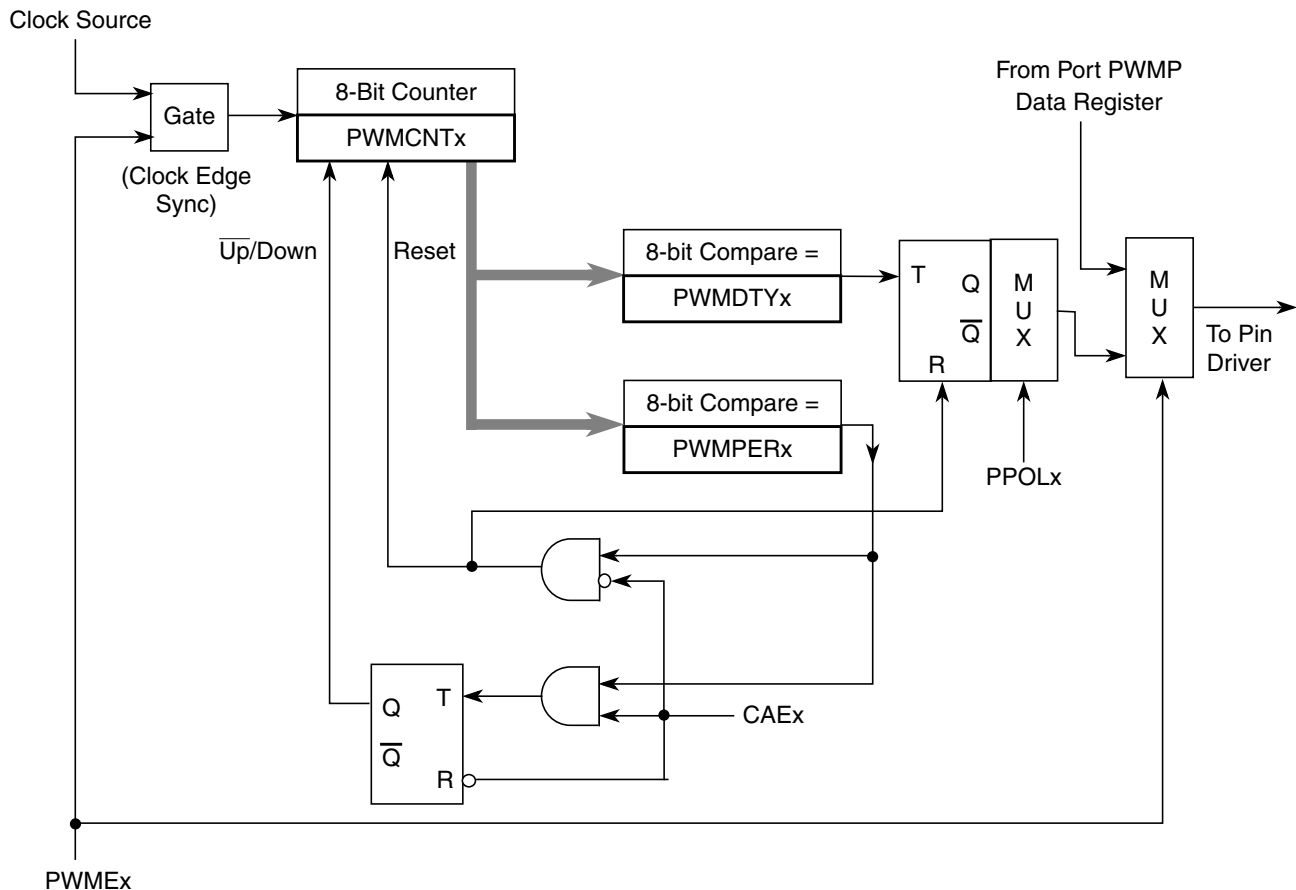 Clock Source
Gate
(Clock Edge
Sync)
8-Bit Counter
PWMCNTx
U̅p̅/Down
Reset
8-bit Compare =
PWMDTYx
8-bit Compare =
PWMPERx
T
Q
Q̅
R
M
U
X
PPOLx
From Port PWMP
Data Register
M
U
X
To Pin
Driver
Q
T
Q̅
R
CAEx
PWMEx